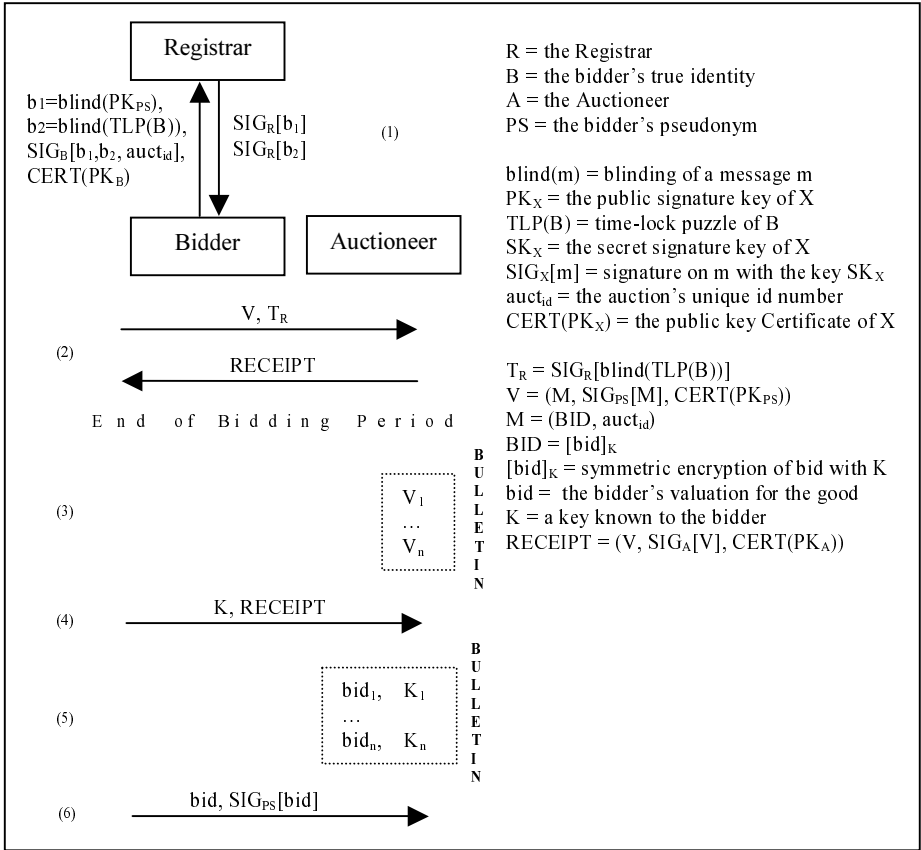 Registrar
b1=blind(PKPS),
b2=blind(TLP(B)),
SIGB[b1,b2, auctid],
CERT(PKB)
SIGR[b1]
SIGR[b2]
(1)
Bidder
Auctioneer
V, TR
(2)
RECEIPT
End of Bidding Period
BULLETIN
(3)
V1
…
Vn
(4)
K, RECEIPT
BULLETIN
(5)
bid1, K1
…
bidn, Kn
(6)
bid, SIGPS[bid]
R = the Registrar
B = the bidder’s true identity
A = the Auctioneer
PS = the bidder’s pseudonym
blind(m) = blinding of a message m
PKX = the public signature key of X
TLP(B) = time-lock puzzle of B
SKX = the secret signature key of X
SIGX[m] = signature on m with the key SKX
auctid = the auction’s unique id number
CERT(PKX) = the public key Certificate of X
TR = SIGR[blind(TLP(B))]
V = (M, SIGPS[M], CERT(PKPS))
M = (BID, auctid)
BID = [bid]K
[bid]K = symmetric encryption of bid with K
bid = the bidder’s valuation for the good
K = a key known to the bidder
RECEIPT = (V, SIGA[V], CERT(PKA))